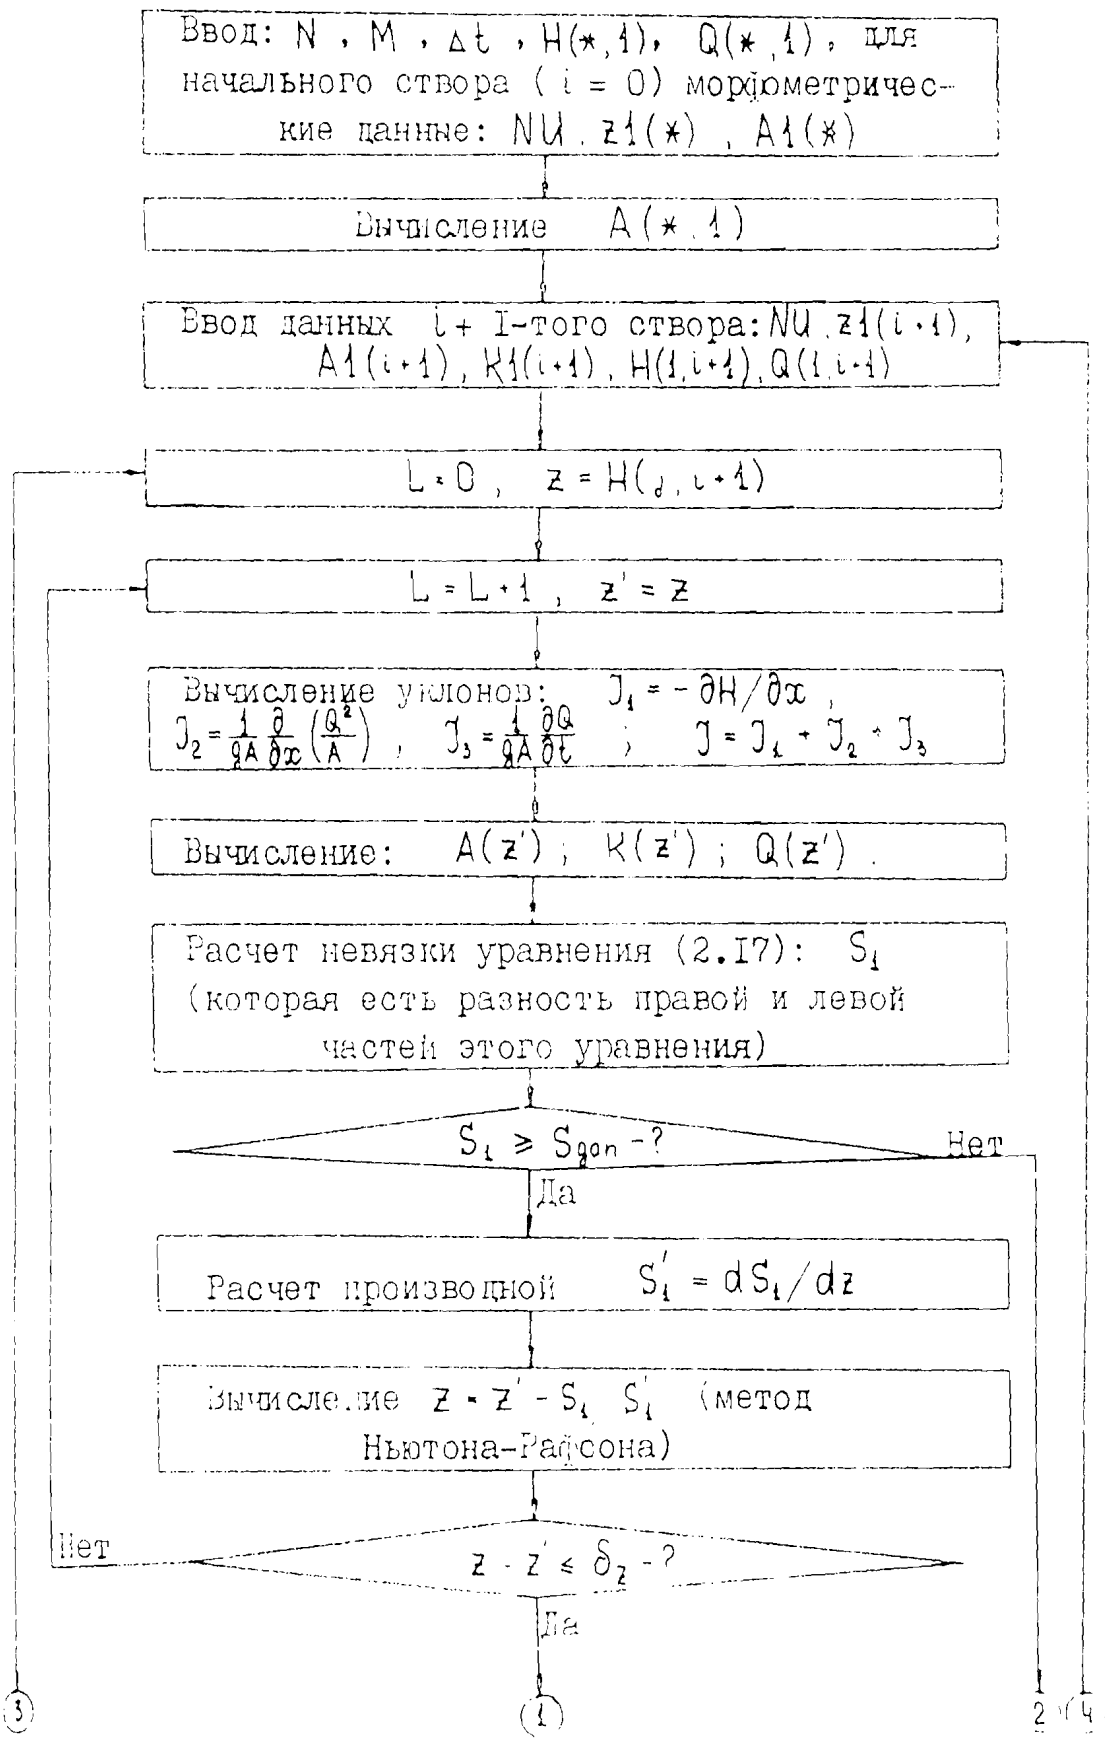 Ввод: N, M, Δt, H(*,1), Q(*,1), для
начального створа (i = 0) морфометричес-
кие данные: NU, z1(*), A1(*)
Вычисление A(*,1)
Ввод данных i + I-того створа: NU, z1(i+1),
A1(i+1), K1(i+1), H(1,i+1), Q(1,i+1)
L=0, z = H(j, i+1)
L = L+1, z' = z
Вычисление уклонов: J₁ = - ∂H/∂x,
J₂ = 1/gA ∂/∂x (Q²/A), J₃ = 1/gA ∂Q/∂t; J = J₁ + J₂ + J₃
Вычисление: A(z'); K(z'); Q(z').
Расчет невязки уравнения (2.I7): S₁
(которая есть разность правой и левой
частей этого уравнения)
S₁ ⩾ Sдоп -?
Нет
Да
Расчет производной S₁' = dS₁/dz
Вычисление z = z' - S₁ S₁' (метод
Ньютона-Рафсона)
Нет
z - z' ⩽ δz -?
Да
3
1
2
4